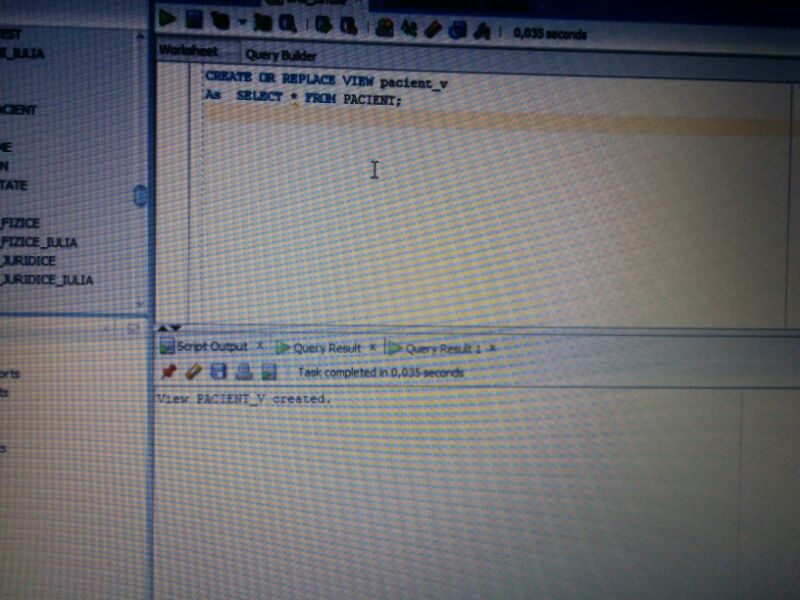 0,035 seconds
Worksheet Query Builder
CREATE OR REPLACE VIEW pacient_v
As SELECT * FROM PACIENT;
EST
_IULIA
ACIENT
ME
N
TATE
_FIZICE
_FIZICE_IULIA
_JURIDICE
_JURIDICE_IULIA
Script Output x Query Result x Query Result 1 x
Task completed in 0,035 seconds
View PACIENT_V created.
orts
ts
s